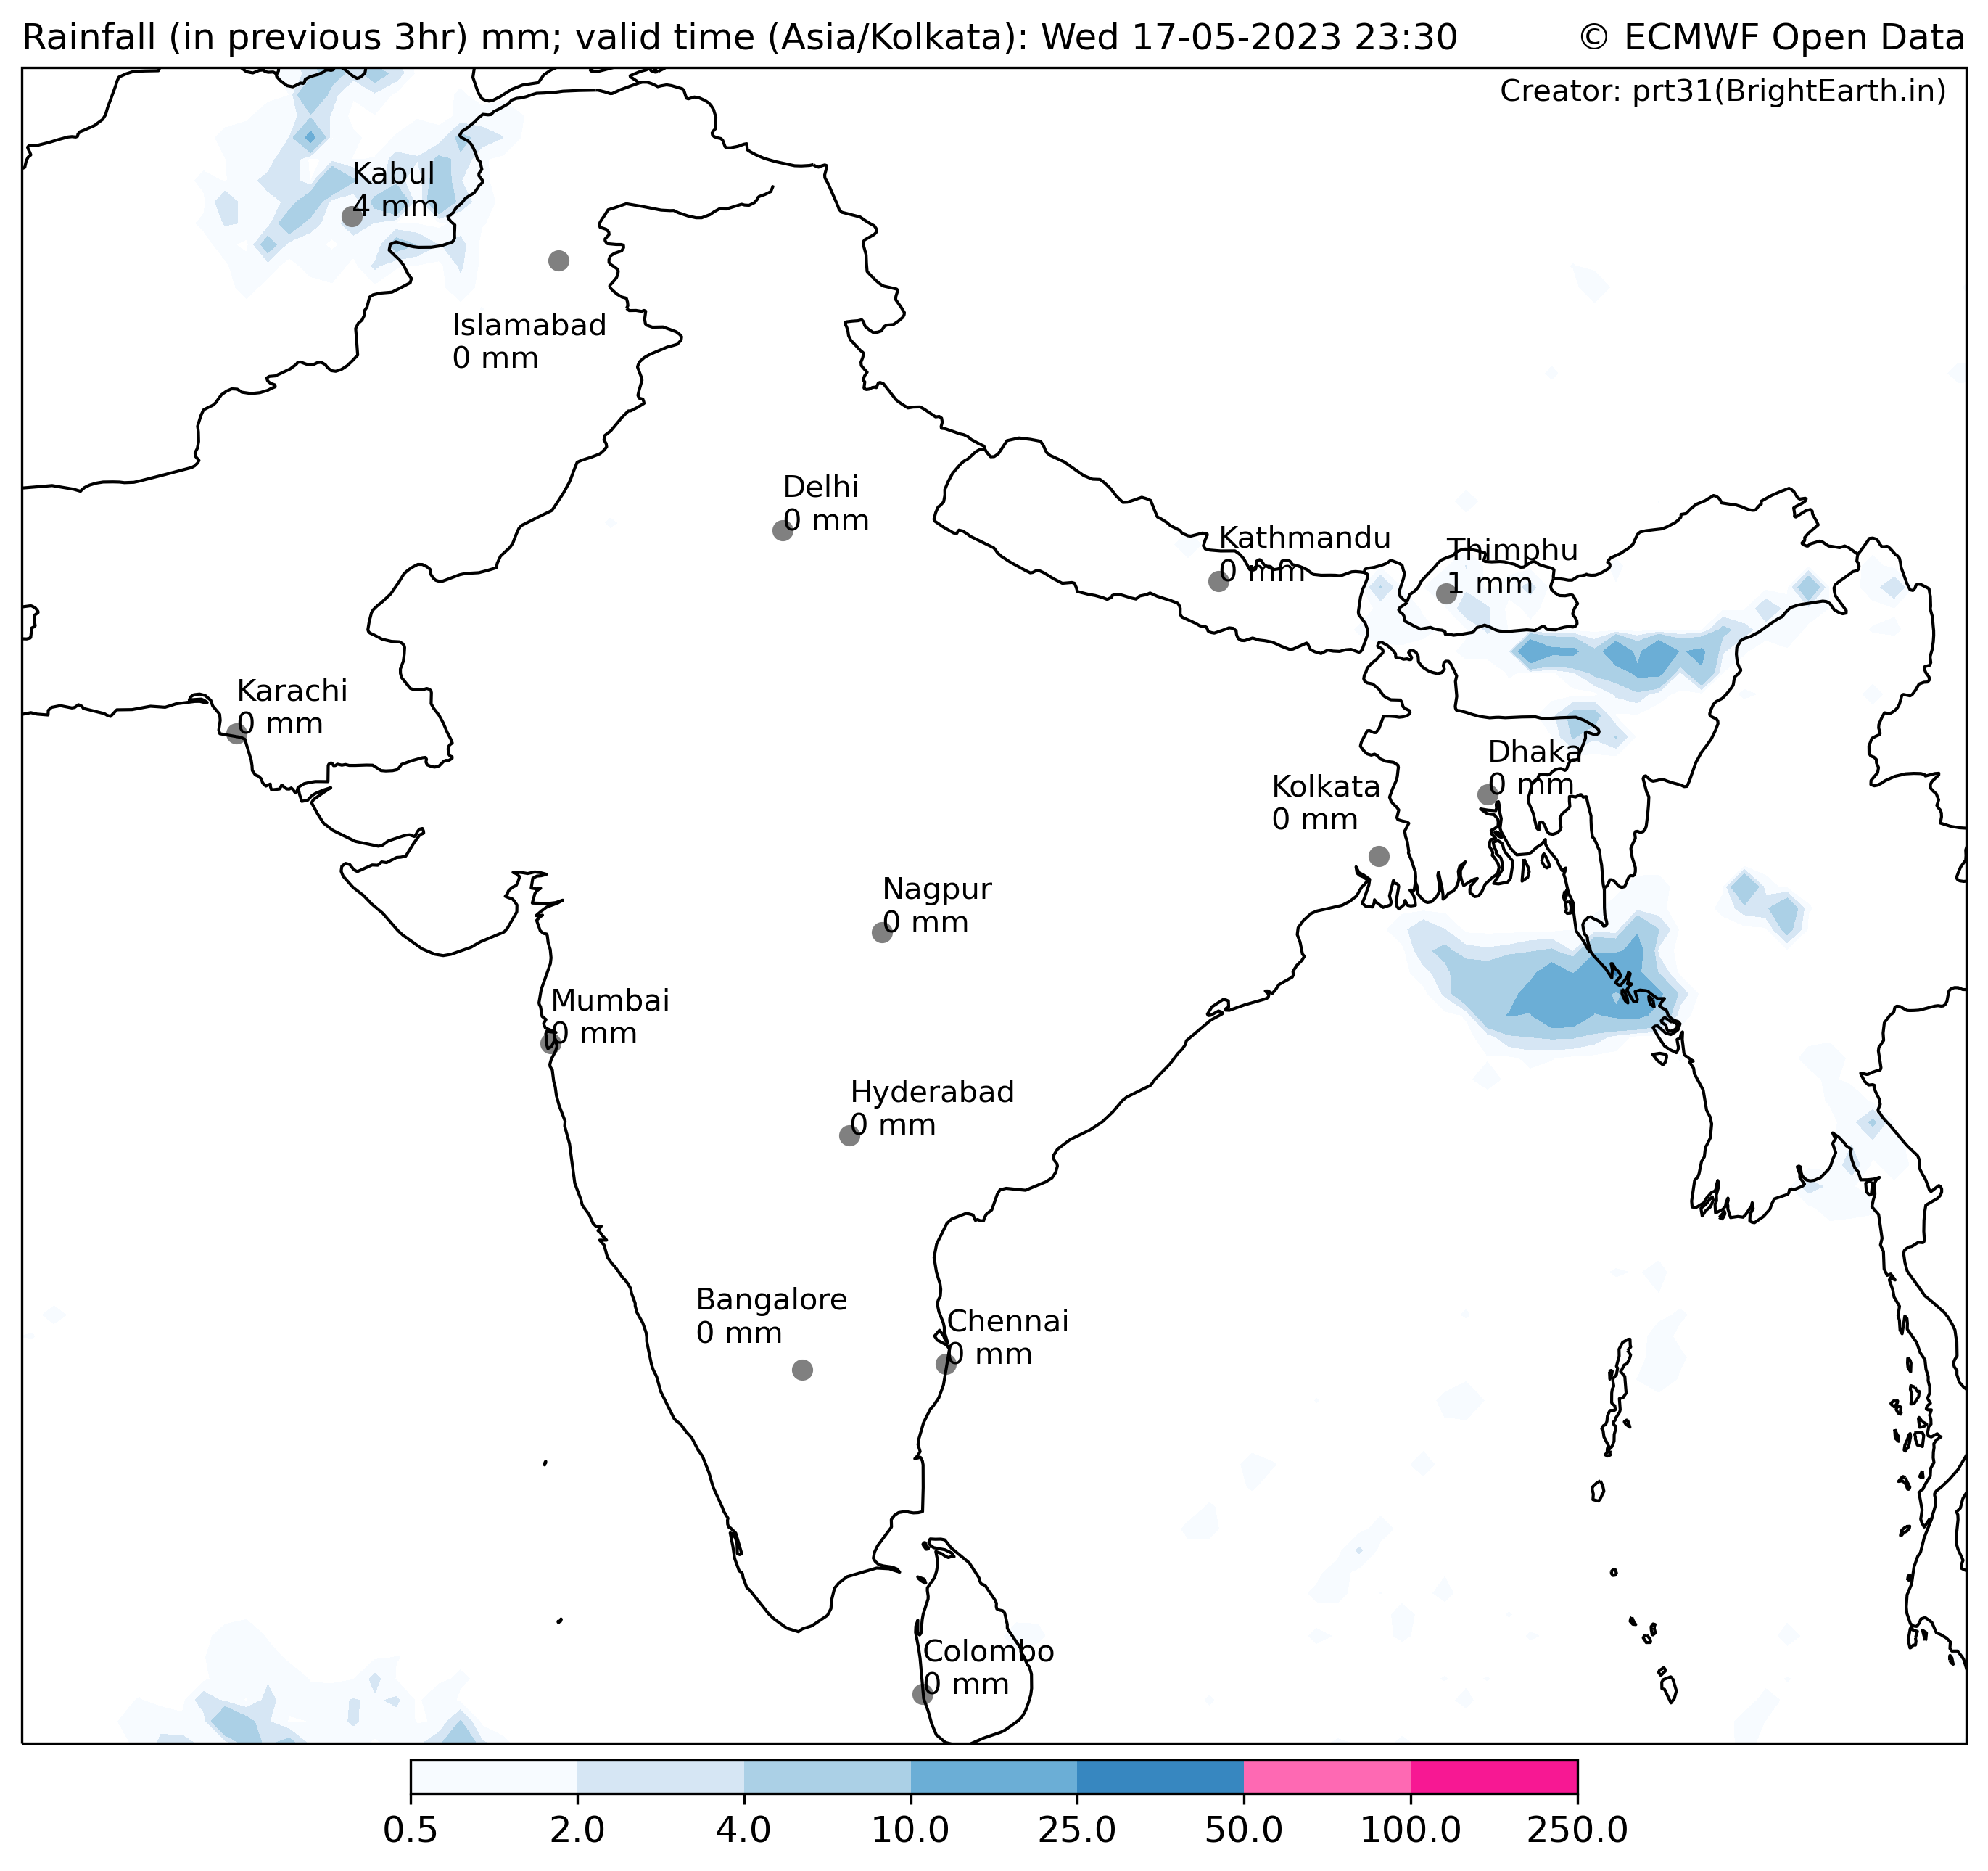 Rainfall (in previous 3hr) mm; valid time (Asia/Kolkata): Wed 17-05-2023 23:30
© ECMWF Open Data
Creator: prt31(BrightEarth.in)
Kabul
4 mm
Islamabad
0 mm
Delhi
0 mm
Kathmandu
0 mm
Thimphu
1 mm
Karachi
0 mm
Dhaka
0 mm
Kolkata
0 mm
Nagpur
0 mm
Mumbai
0 mm
Hyderabad
0 mm
Bangalore
0 mm
Chennai
0 mm
Colombo
0 mm
0.5 2.0 4.0 10.0 25.0 50.0 100.0 250.0